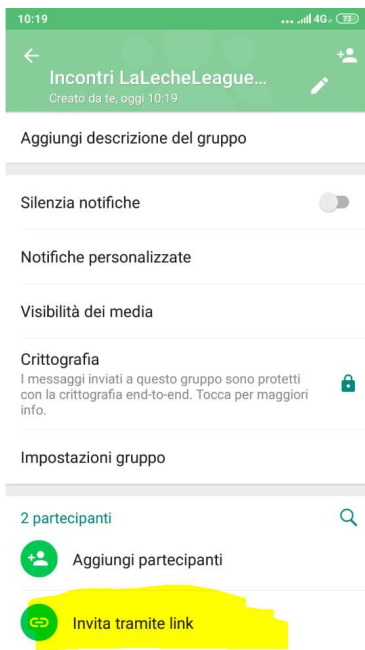 10:19
4G 73
Incontri LaLecheLeague...
Creato da te, oggi 10:19
Aggiungi descrizione del gruppo
Silenzia notifiche
Notifiche personalizzate
Visibilità dei media
Crittografia
I messaggi inviati a questo gruppo sono protetti
con la crittografia end-to-end. Tocca per maggiori
info.
Impostazioni gruppo
2 partecipanti
Aggiungi partecipanti
Invita tramite link